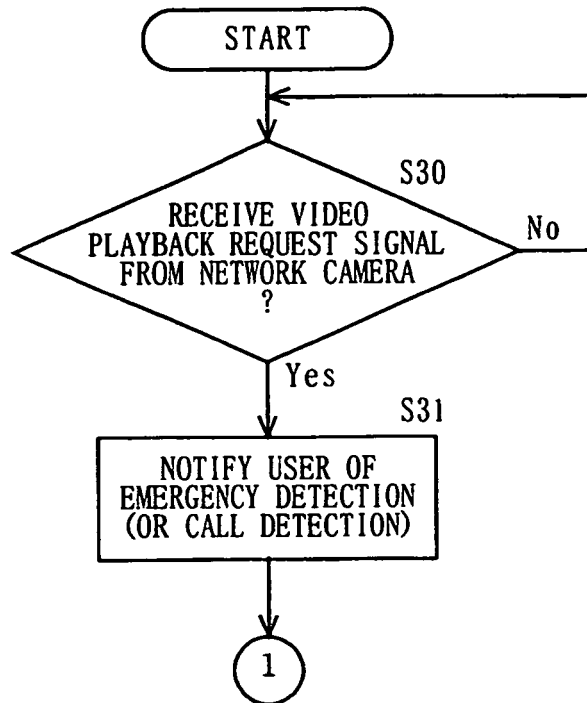 START
S30
RECEIVE VIDEO
PLAYBACK REQUEST SIGNAL
FROM NETWORK CAMERA
?
No
Yes
S31
NOTIFY USER OF
EMERGENCY DETECTION
(OR CALL DETECTION)
1